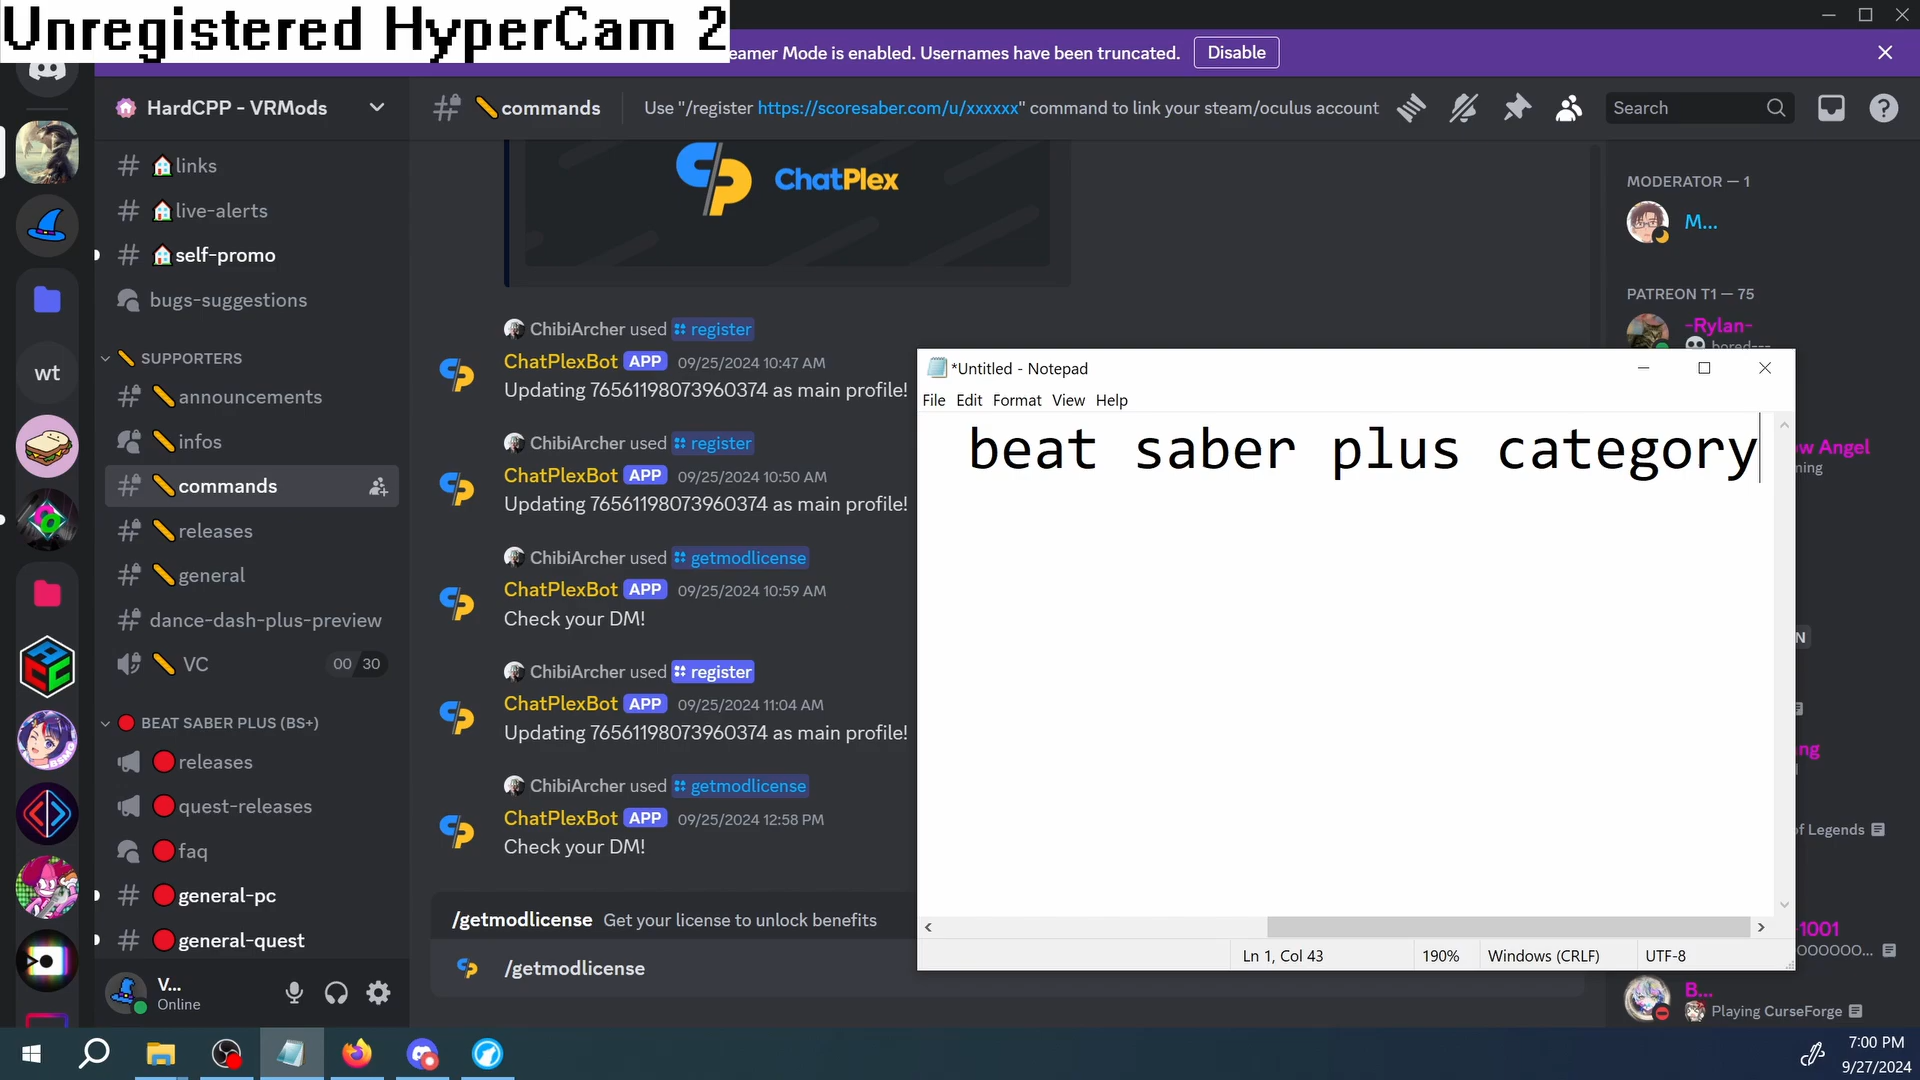 Unregistered HyperCam 2
eamer Mode is enabled. Usernames have been truncated.
Disable
HardCPP - VRMods
commands
Use "/register https://scoresaber.com/u/xxxxxx" command to link your steam/oculus account
Search
links
live-alerts
self-promo
bugs-suggestions
SUPPORTERS
announcements
infos
commands
releases
general
dance-dash-plus-preview
VC
00 / 30
BEAT SABER PLUS (BS+)
releases
quest-releases
faq
general-pc
general-quest
wt
V...
Online
ChatPlex
ChibiArcher used register
ChatPlexBot APP 09/25/2024 10:47 AM
Updating 76561198073960374 as main profile!
ChibiArcher used register
ChatPlexBot APP 09/25/2024 10:50 AM
Updating 76561198073960374 as main profile!
ChibiArcher used getmodlicense
ChatPlexBot APP 09/25/2024 10:59 AM
Check your DM!
ChibiArcher used register
ChatPlexBot APP 09/25/2024 11:04 AM
Updating 76561198073960374 as main profile!
ChibiArcher used getmodlicense
ChatPlexBot APP 09/25/2024 12:58 PM
Check your DM!
/getmodlicense Get your license to unlock benefits
/getmodlicense
*Untitled - Notepad
File Edit Format View Help
beat saber plus category
Ln 1, Col 43
190%
Windows (CRLF)
UTF-8
MODERATOR — 1
M...
PATREON T1 — 75
-Rylan-
bored---
w Angel
ning
N
ng
of Legends
-1001
OOOOOO...
B...
Playing CurseForge
7:00 PM
9/27/2024